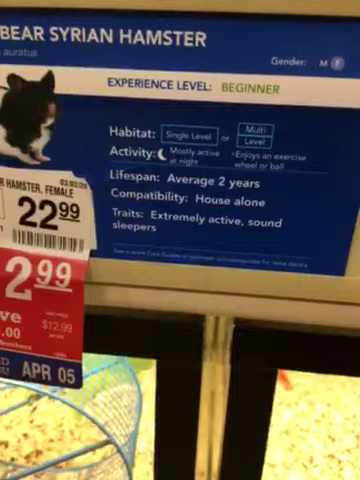 BEAR SYRIAN HAMSTER
auratus
Gender: M F
EXPERIENCE LEVEL: BEGINNER
Habitat: Single Level or Multi Level
Activity: Mostly active at night
•Enjoys an exercise wheel or ball
Lifespan: Average 2 years
Compatibility: House alone
Traits: Extremely active, sound
sleepers
HAMSTER, FEMALE
22.99
2.99
ve
.00
$12.99
APR 05